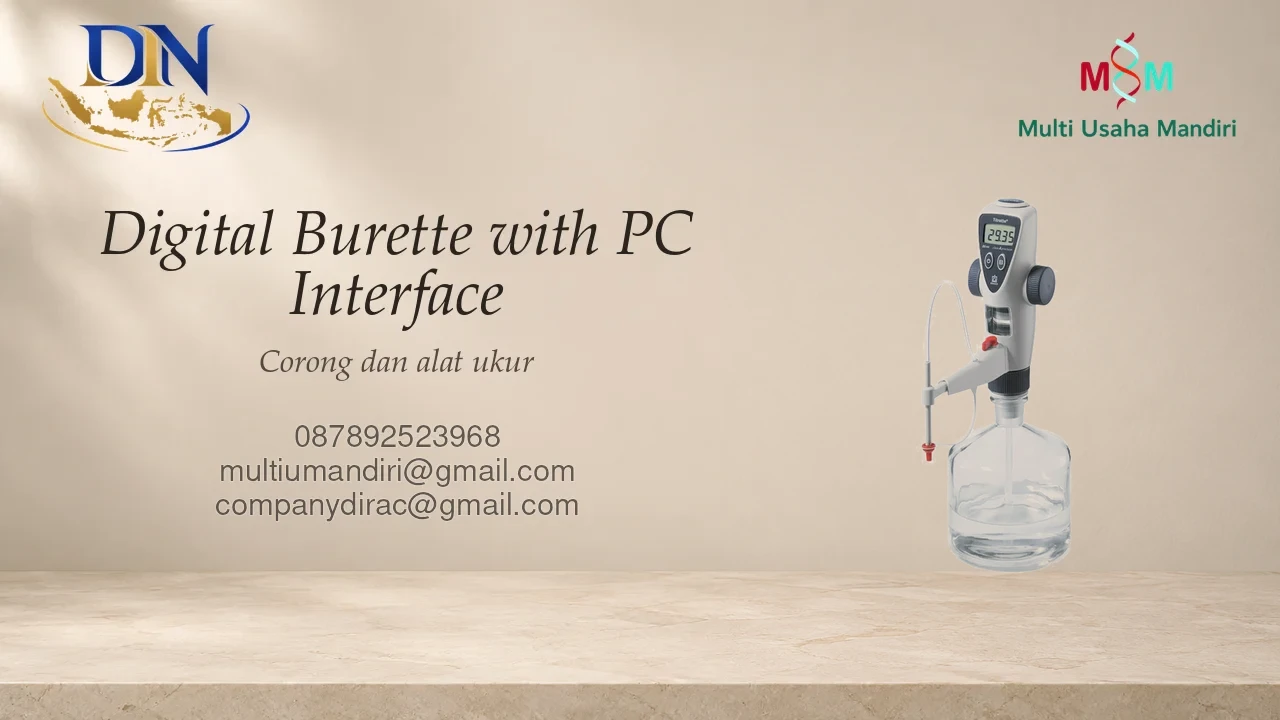 DIN
M M
Multi Usaha Mandiri
Digital Burette with PC
Interface
Corong dan alat ukur
087892523968
multiumandiri@gmail.com
companydirac@gmail.com
29.35